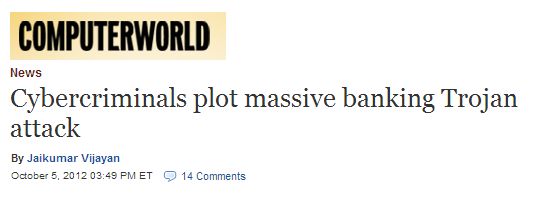 COMPUTERWORLD
News
Cybercriminals plot massive banking Trojan
attack
By Jaikumar Vijayan
October 5, 2012 03:49 PM ET 14 Comments